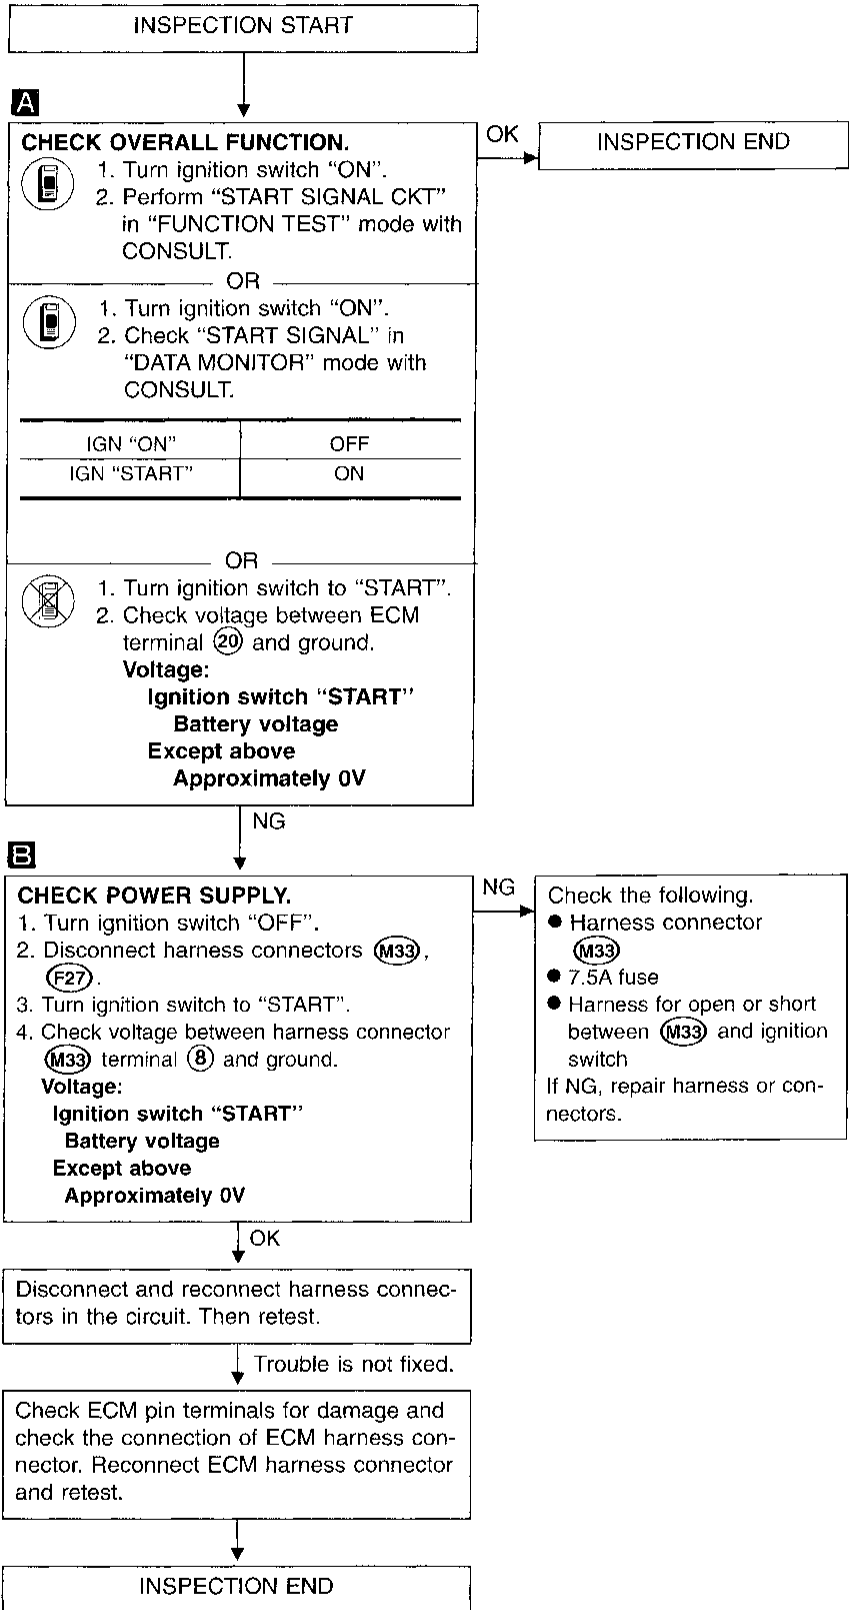 INSPECTION START
A
CHECK OVERALL FUNCTION.
1. Turn ignition switch “ON”.
2. Perform “START SIGNAL CKT”
in “FUNCTION TEST” mode with
CONSULT.
OK
INSPECTION END
OR
1. Turn ignition switch “ON”.
2. Check “START SIGNAL” in
“DATA MONITOR” mode with
CONSULT.
IGN “ON” OFF
IGN “START” ON
OR
1. Turn ignition switch to “START”.
2. Check voltage between ECM
terminal 20 and ground.
Voltage:
Ignition switch “START”
Battery voltage
Except above
Approximately 0V
NG
B
CHECK POWER SUPPLY.
1. Turn ignition switch “OFF”.
2. Disconnect harness connectors M33,
F27.
3. Turn ignition switch to “START”.
4. Check voltage between harness connector
M33 terminal 8 and ground.
Voltage:
Ignition switch “START”
Battery voltage
Except above
Approximately 0V
NG
Check the following.
● Harness connector
M33
● 7.5A fuse
● Harness for open or short
between M33 and ignition
switch
If NG, repair harness or con-
nectors.
OK
Disconnect and reconnect harness connec-
tors in the circuit. Then retest.
Trouble is not fixed.
Check ECM pin terminals for damage and
check the connection of ECM harness con-
nector. Reconnect ECM harness connector
and retest.
INSPECTION END